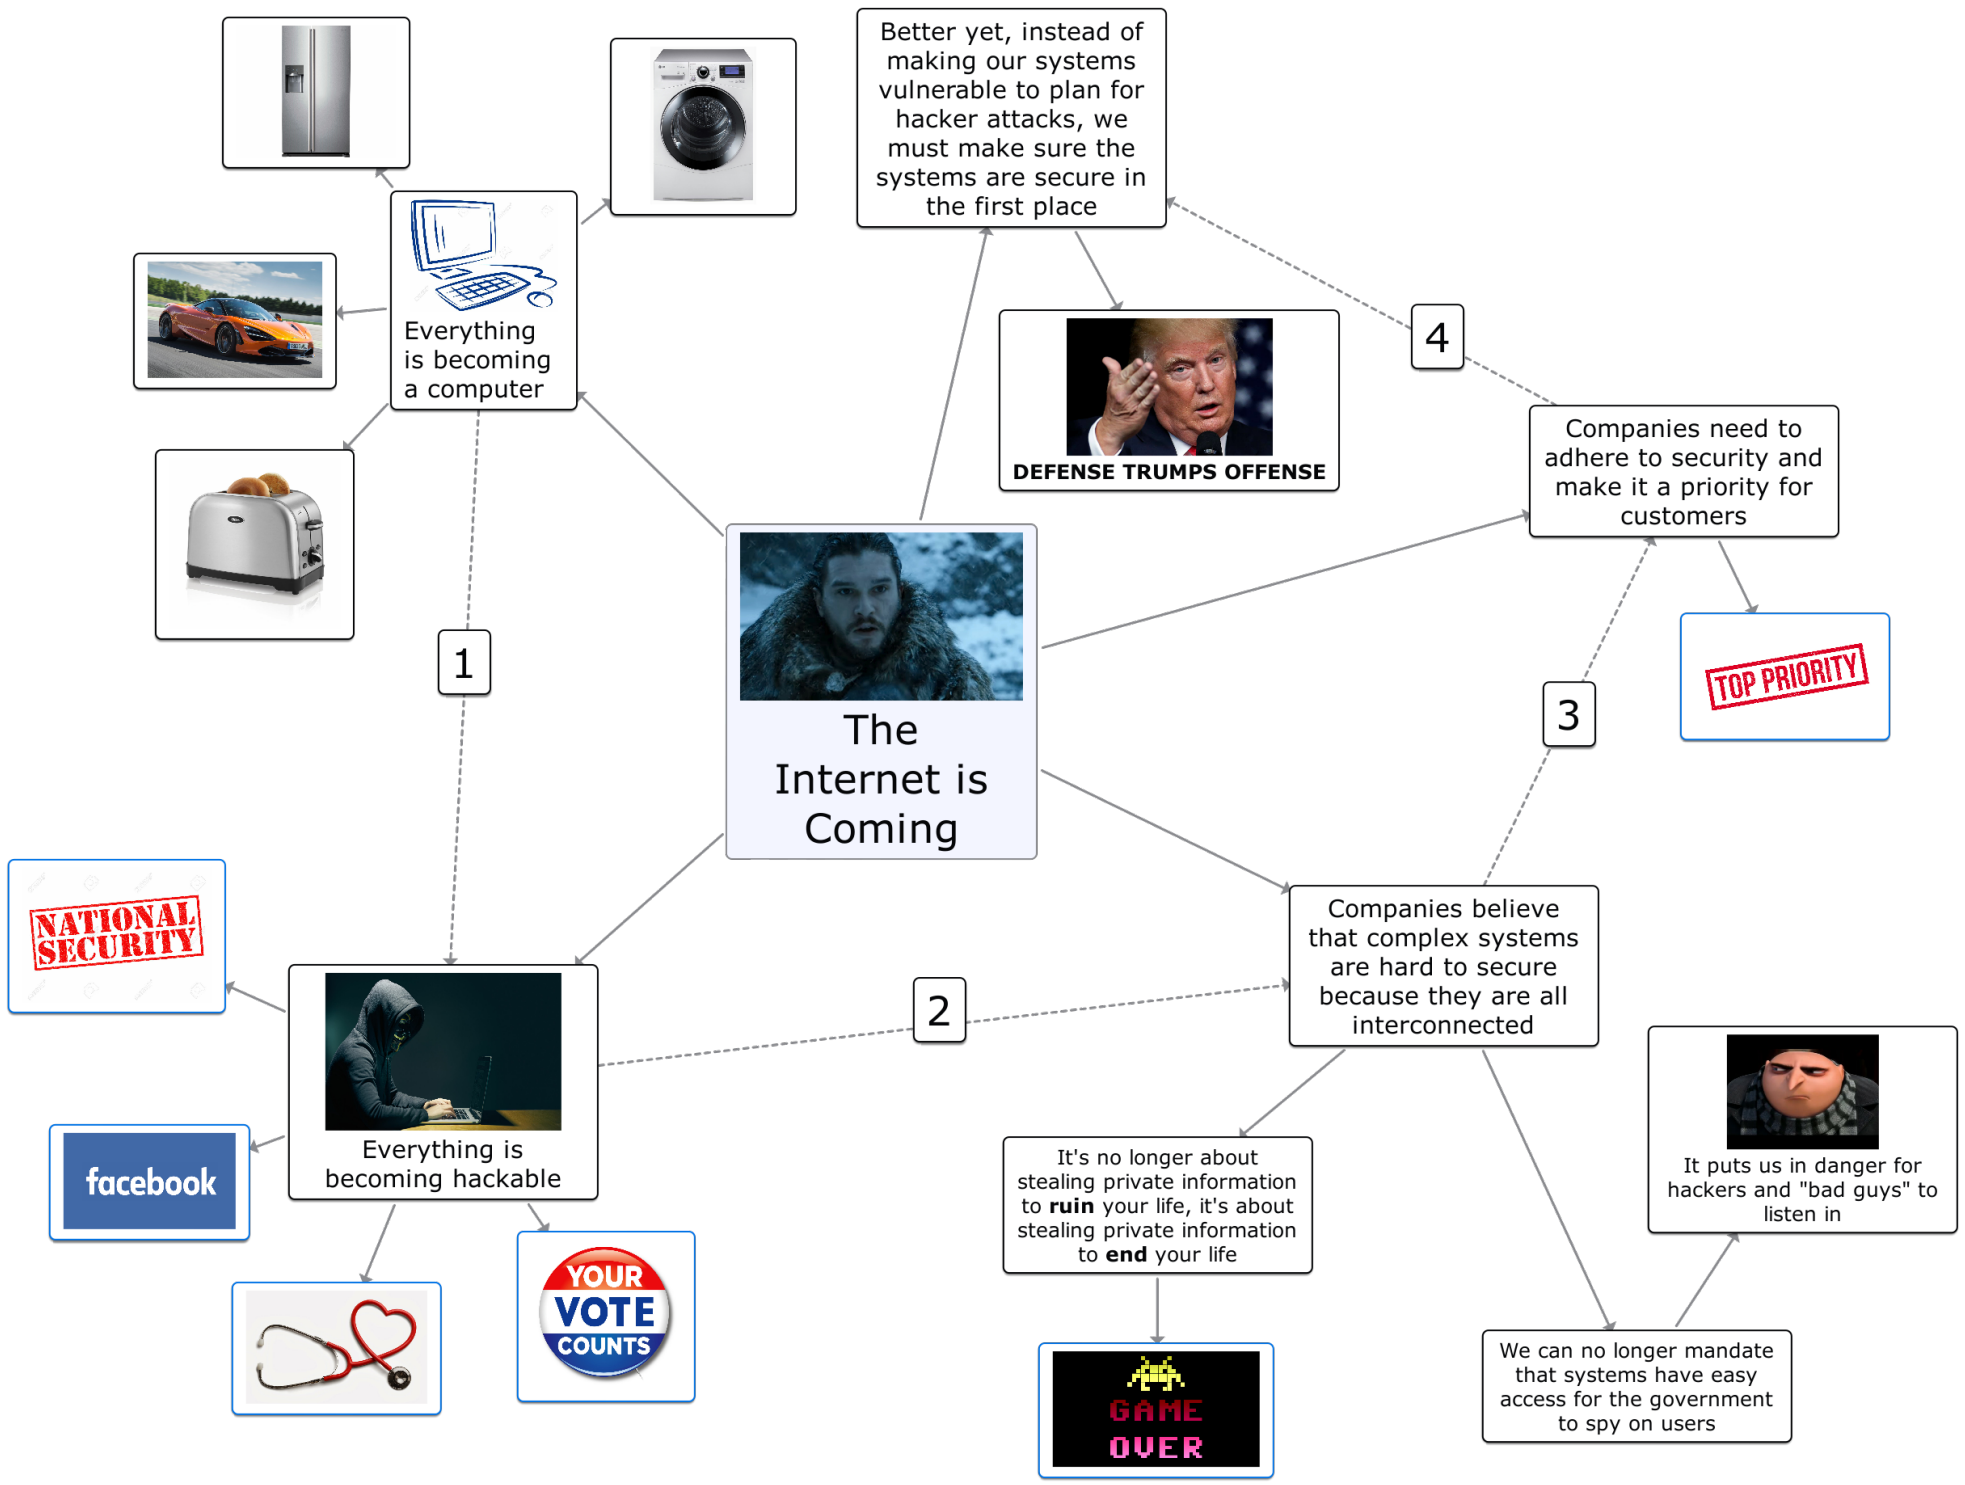 Better yet, instead of
making our systems
vulnerable to plan for
hacker attacks, we
must make sure the
systems are secure in
the first place
Everything
is becoming
a computer
DEFENSE TRUMPS OFFENSE
4
Companies need to
adhere to security and
make it a priority for
customers
TOP PRIORITY
1
The
Internet is
Coming
3
NATIONAL
SECURITY
2
Companies believe
that complex systems
are hard to secure
because they are all
interconnected
Everything is
becoming hackable
facebook
YOUR
VOTE
COUNTS
It's no longer about
stealing private information
to ruin your life, it's about
stealing private information
to end your life
GAME
OVER
It puts us in danger for
hackers and "bad guys" to
listen in
We can no longer mandate
that systems have easy
access for the government
to spy on users